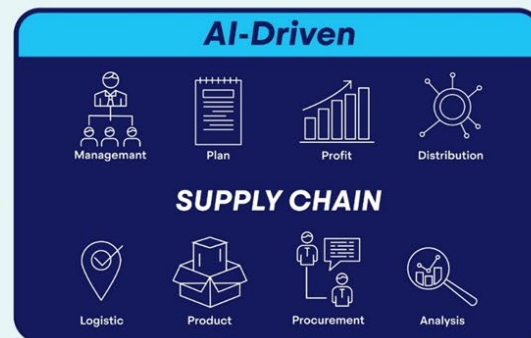 AI-Driven
Managemant Plan Profit Distribution
SUPPLY CHAIN
Logistic Product Procurement Analysis